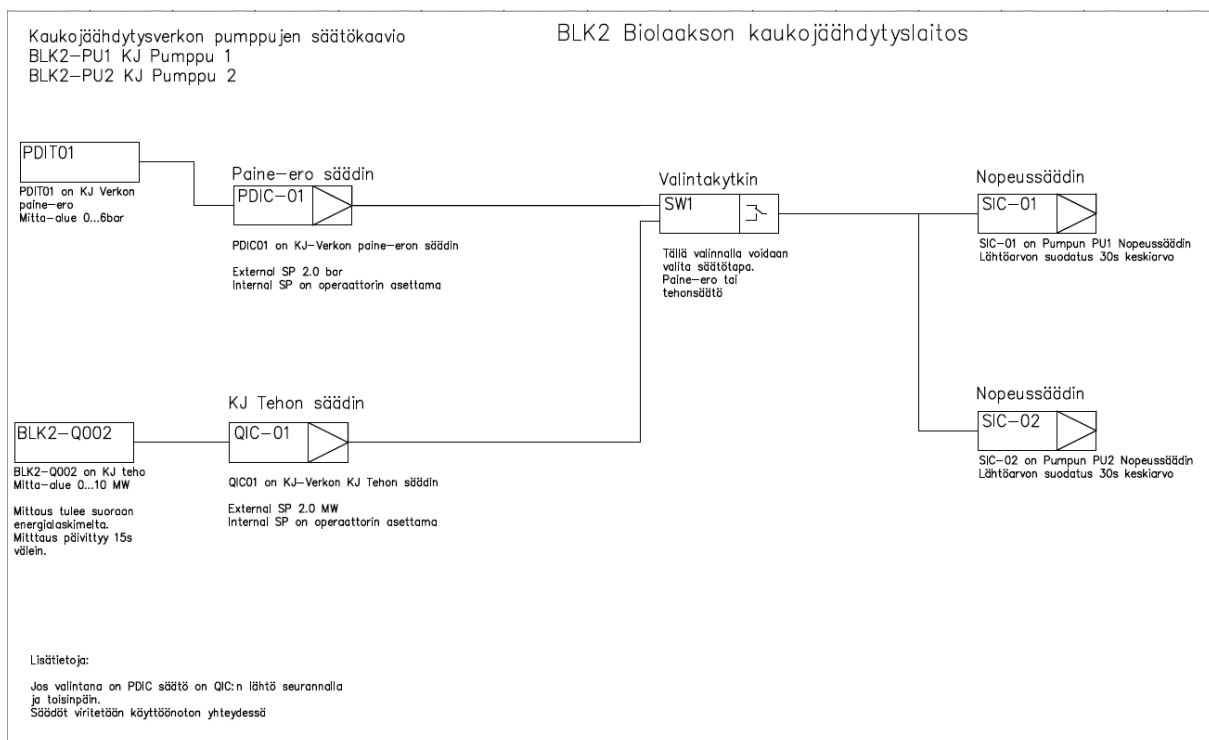 Kaukojäähdytysverkon pumppujen säätökaavio
BLK2-PU1 KJ Pumppu 1
BLK2-PU2 KJ Pumppu 2
BLK2 Biolaakson kaukojäähdytyslaitos
PDIT01
PDIT01 on KJ Verkon
paine-ero
Mitta-alue 0...6bar
Paine-ero säädin
PDIC-01
PDIC01 on KJ-Verkon paine-eron säädin
External SP 2.0 bar
Internal SP on operaattorin asettama
Valintakytkin
SW1
Tällä valinnalla voidaan
valita säätötapa.
Paine-ero tai
tehonsäätö
Nopeussäädin
SIC-01
SIC-01 on Pumpun PU1 Nopeussäädin
Lähtöarvon suodatus 30s keskiarvo
BLK2-Q002
BLK2-Q002 on KJ teho
Mitta-alue 0...10 MW
Mittaus tulee suoraan
energialaskimelta.
Mitttaus päivittyy 15s
välein.
KJ Tehon säädin
QIC-01
QIC01 on KJ-Verkon KJ Tehon säädin
External SP 2.0 MW
Internal SP on operaattorin asettama
Nopeussäädin
SIC-02
SIC-02 on Pumpun PU2 Nopeussäädin
Lähtöarvon suodatus 30s keskiarvo
Lisätietoja:
Jos valintana on PDIC säätö on QIC:n lähtö seurannalla
ja toisinpäin.
Säädöt viritetään käyttöönoton yhteydessä